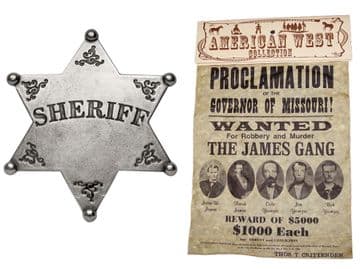 SHERIFF
AMERICAN WEST
COLLECTION
PROCLAMATION
OF THE
GOVERNOR OF MISSOURI!
WANTED
For Robbery and Murder
THE JAMES GANG
REWARD OF $5000
$1000 Each
THOS T CRITTENDEN